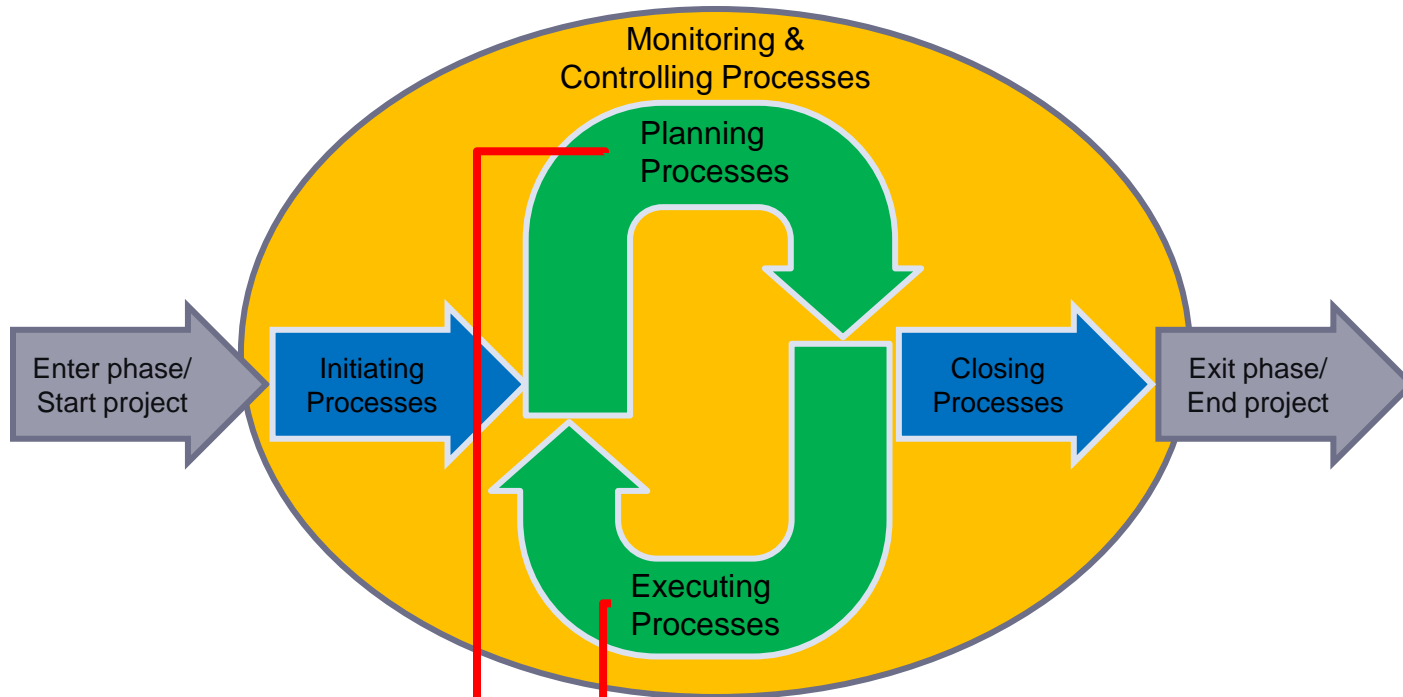 Monitoring &
Controlling Processes
Planning
Processes
Enter phase/
Start project
Initiating
Processes
Closing
Processes
Exit phase/
End project
Executing
Processes